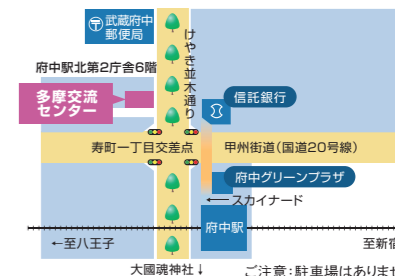 武蔵府中
郵便局
けやき並木通り
府中駅北第2庁舎6階
多摩交流
センター
信託銀行
寿町一丁目交差点
甲州街道(国道20号線)
府中グリーンプラザ
←スカイナード
府中駅
←至八王子
至新宿
大國魂神社↓
ご注意:駐車場はありませ